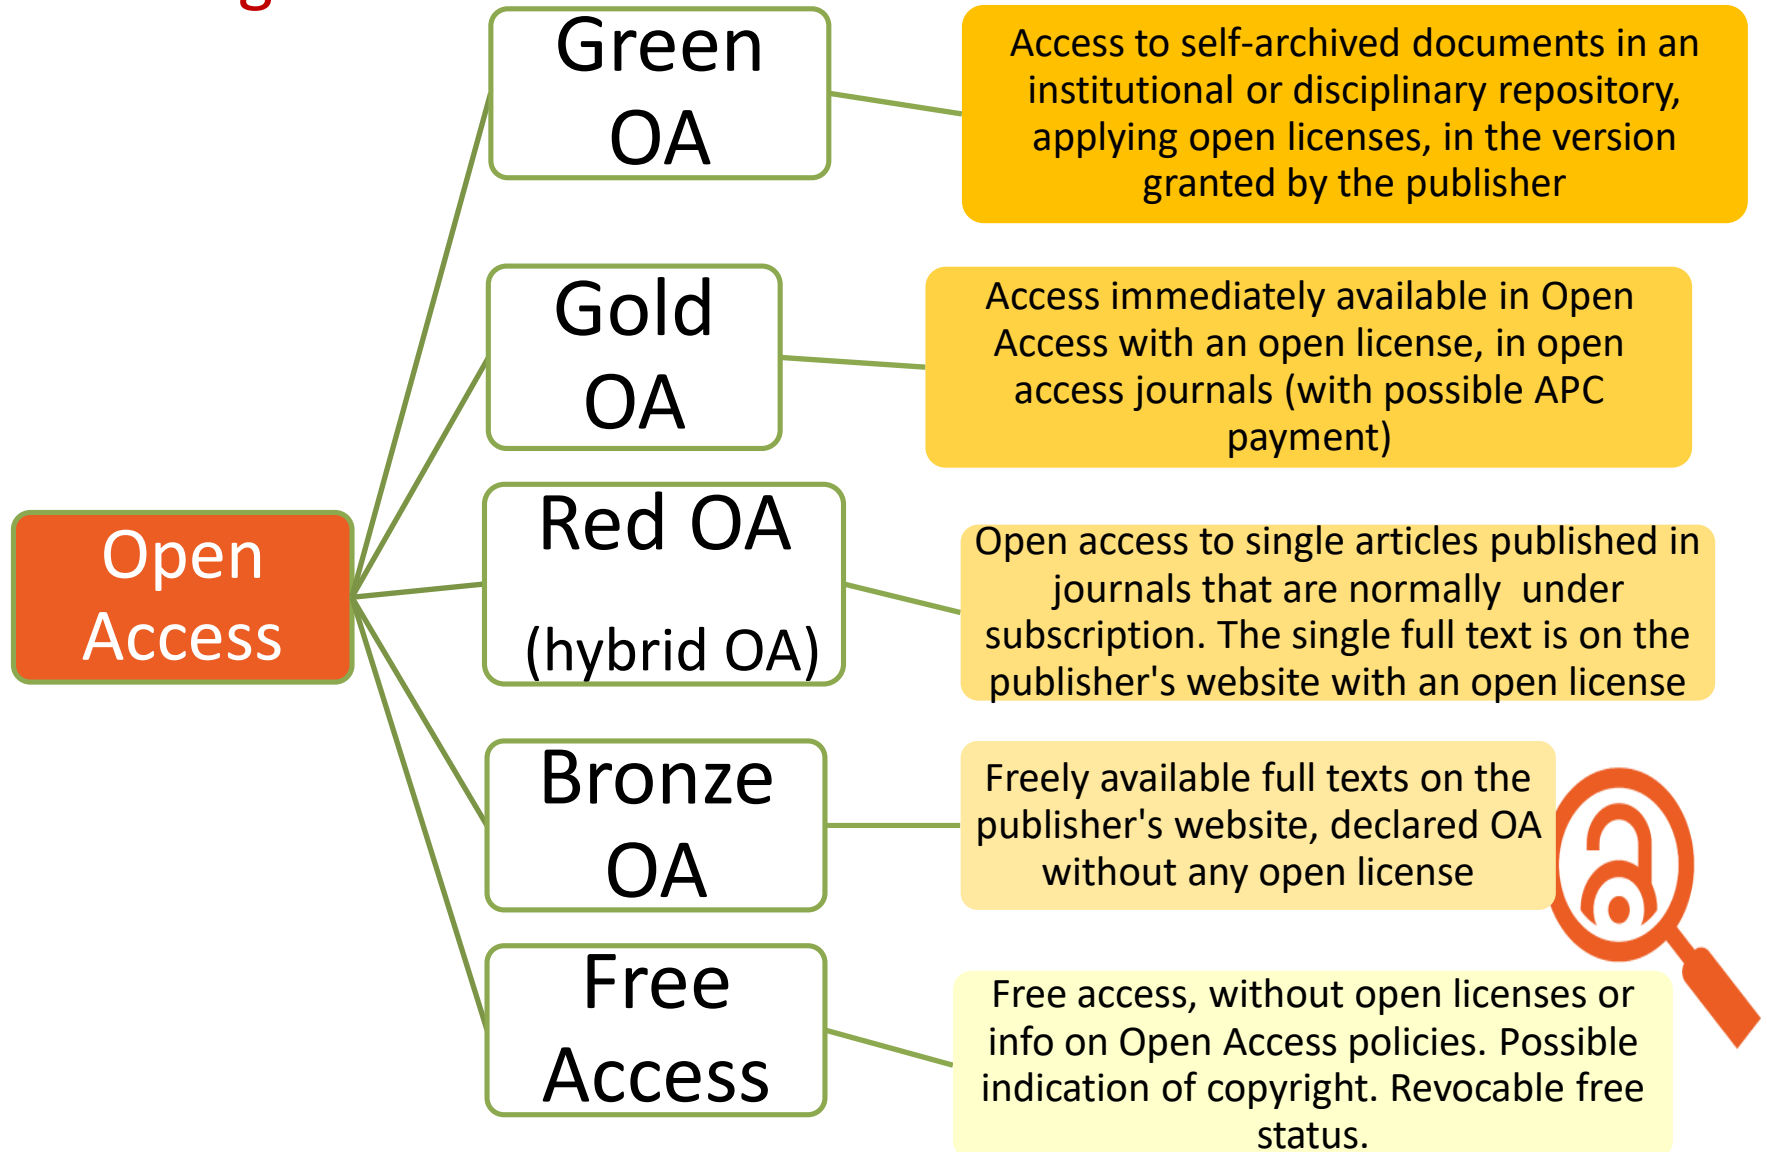 Green
OA
Access to self-archived documents in an
institutional or disciplinary repository,
applying open licenses, in the version
granted by the publisher
Gold
OA
Access immediately available in Open
Access with an open license, in open
access journals (with possible APC
payment)
Open
Access
Red OA
(hybrid OA)
Open access to single articles published in
journals that are normally under
subscription. The single full text is on the
publisher's website with an open license
Bronze
OA
Freely available full texts on the
publisher's website, declared OA
without any open license
Free
Access
Free access, without open licenses or
info on Open Access policies. Possible
indication of copyright. Revocable free
status.